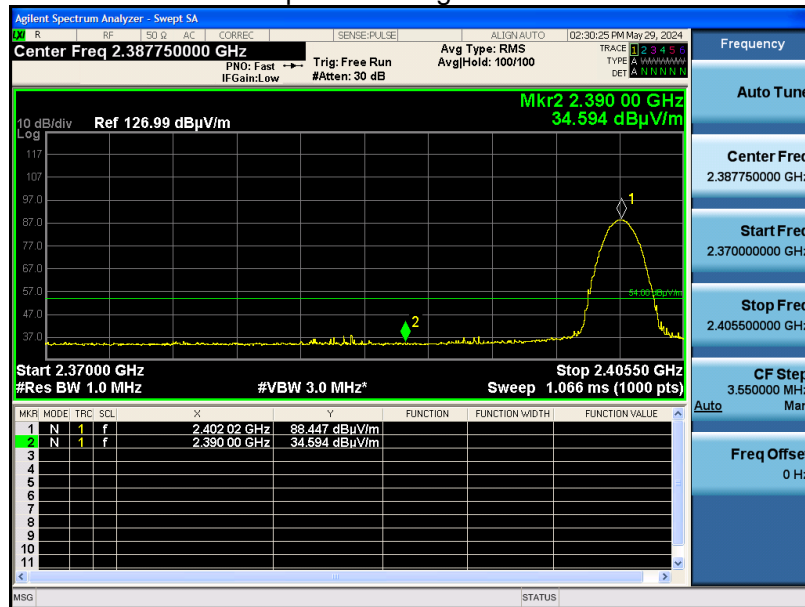 Agilent Spectrum Analyzer - Swept SA
LXI R RF 50 Ω AC CORREC SENSE:PULSE ALIGN AUTO 02:30:25 PM May 29, 2024
Center Freq 2.387750000 GHz Avg Type: RMS TRACE 1 2 3 4 5 6
PNO: Fast Trig: Free Run Avg|Hold: 100/100 TYPE A WWWWW
IFGain:Low #Atten: 30 dB DET A N N N N N
Mkr2 2.390 00 GHz
10 dB/div Ref 126.99 dBµV/m 34.594 dBµV/m
Log
117
107
97.0
1
87.0
77.0
67.0
57.0
54.00 dBµV/m
47.0
2
37.0
Start 2.37000 GHz Stop 2.40550 GHz
#Res BW 1.0 MHz #VBW 3.0 MHz* Sweep 1.066 ms (1000 pts)
MKR MODE TRC SCL X Y FUNCTION FUNCTION WIDTH FUNCTION VALUE
1 N 1 f 2.402 02 GHz 88.447 dBµV/m
2 N 1 f 2.390 00 GHz 34.594 dBµV/m
3
4
5
6
7
8
9
10
11
MSG STATUS
Frequency
Auto Tune
Center Freq
2.387750000 GHz
Start Freq
2.370000000 GHz
Stop Freq
2.405500000 GHz
CF Step
3.550000 MHz
Auto Man
Freq Offset
0 Hz